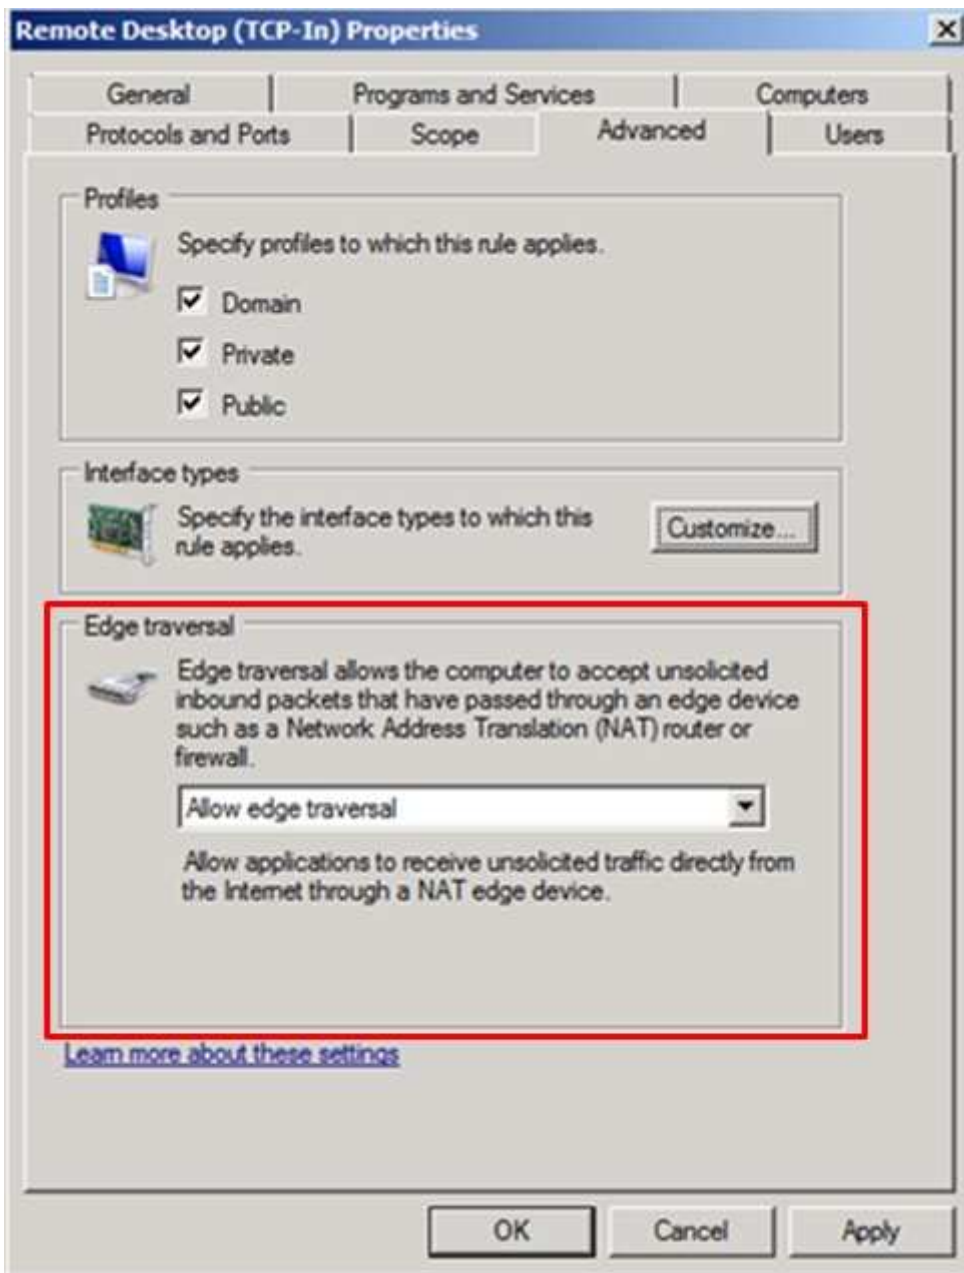 Remote Desktop (TCP-In) Properties
General
Programs and Services
Computers
Protocols and Ports
Scope
Advanced
Users
Profiles
Specify profiles to which this rule applies.
Domain
Private
Public
Interface types
Specify the interface types to which this
rule applies.
Customize...
Edge traversal
Edge traversal allows the computer to accept unsolicited
inbound packets that have passed through an edge device
such as a Network Address Translation (NAT) router or
firewall.
Allow edge traversal
Allow applications to receive unsolicited traffic directly from
the Internet through a NAT edge device.
Learn more about these settings
OK
Cancel
Apply